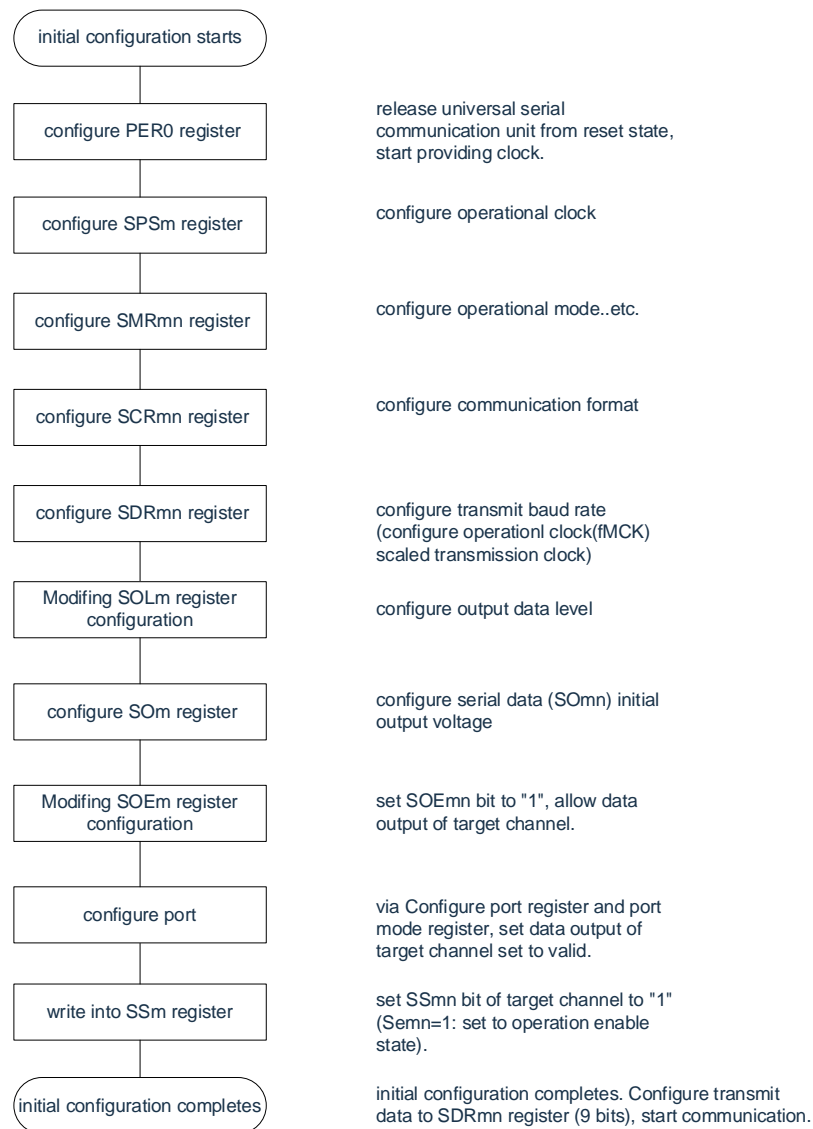 initial configuration starts
configure PER0 register
release universal serial
communication unit from reset state,
start providing clock.
configure SPSm register
configure operational clock
configure SMRmn register
configure operational mode..etc.
configure SCRmn register
configure communication format
configure SDRmn register
configure transmit baud rate
(configure operationl clock(fMCK)
scaled transmission clock)
Modifing SOLm register
configuration
configure output data level
configure SOm register
configure serial data (SOmn) initial
output voltage
Modifing SOEm register
configuration
set SOEmn bit to "1", allow data
output of target channel.
configure port
via Configure port register and port
mode register, set data output of
target channel set to valid.
write into SSm register
set SSmn bit of target channel to "1"
(Semn=1: set to operation enable
state).
initial configuration completes
initial configuration completes. Configure transmit
data to SDRmn register (9 bits), start communication.